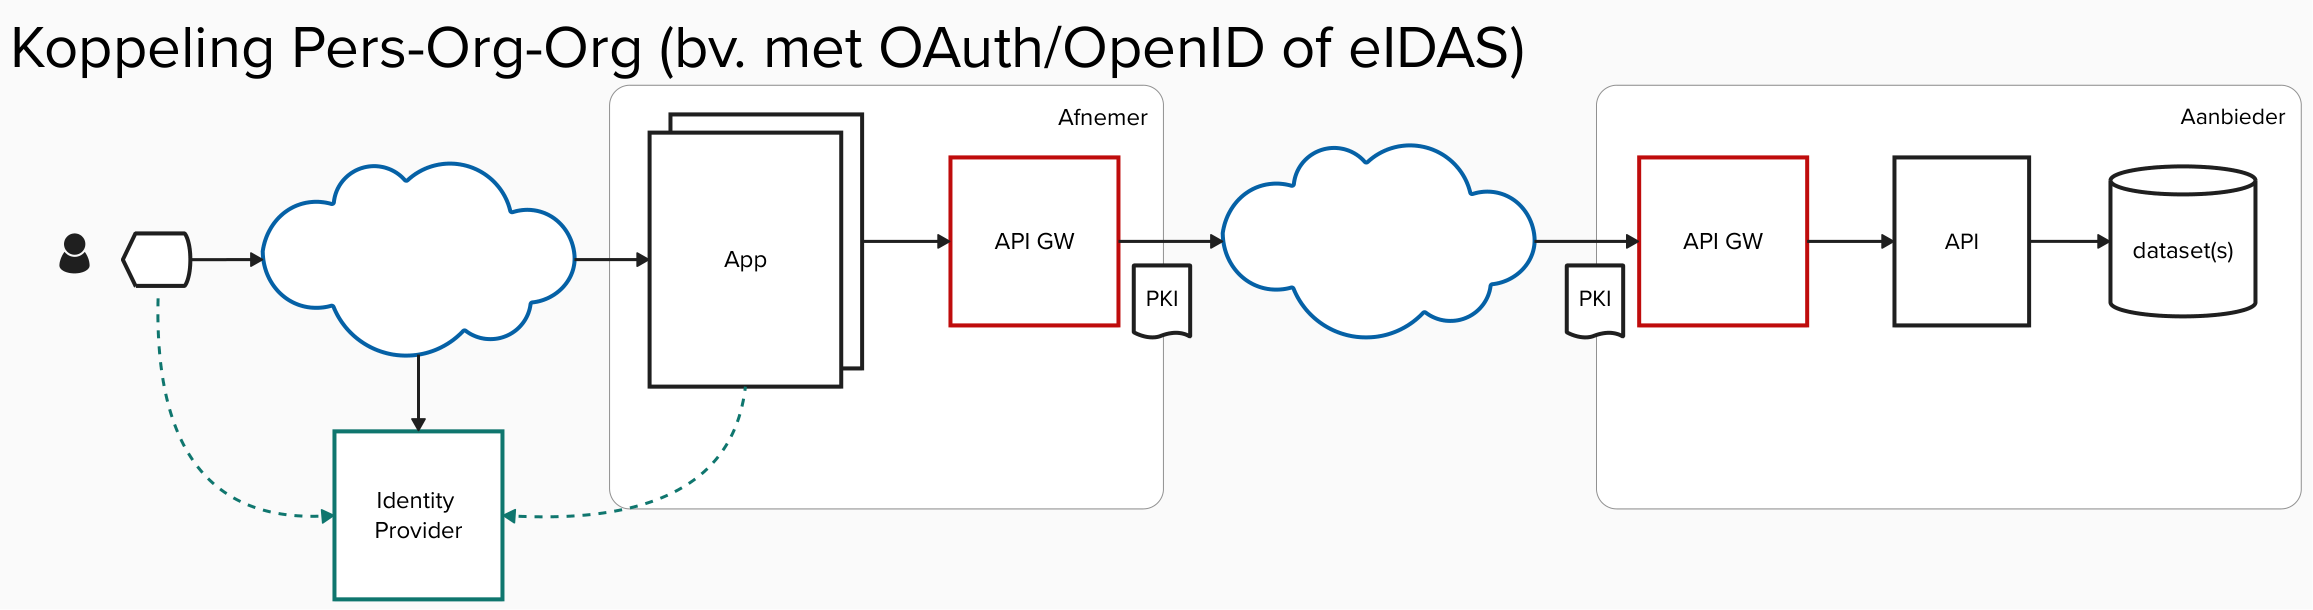 Koppeling Pers-Org-Org (bv. met OAuth/OpenID of eIDAS)
Afnemer
Aanbieder
App
API GW
API GW
API
dataset(s)
PKI
PKI
Identity
Provider